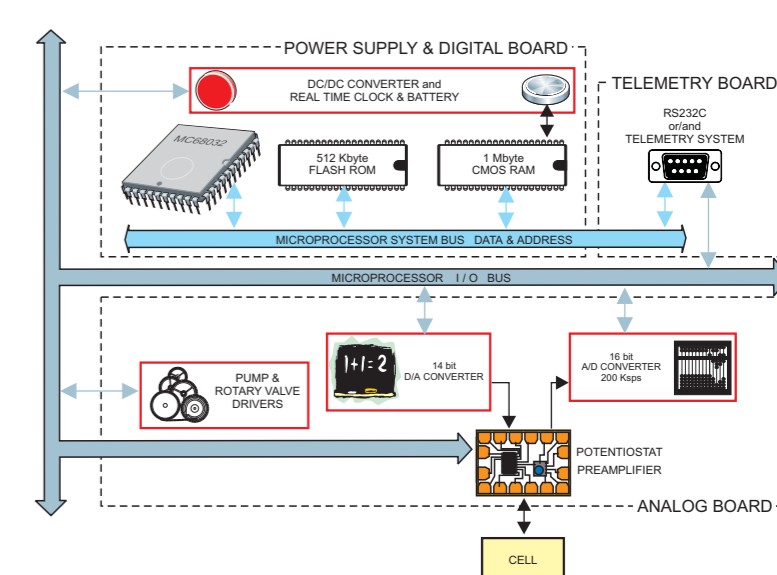 POWER SUPPLY & DIGITAL BOARD
DC/DC CONVERTER and
REAL TIME CLOCK & BATTERY
TELEMETRY BOARD
RS232C
or/and
TELEMETRY SYSTEM
MC68032
512 Kbyte
FLASH ROM
1 Mbyte
CMOS RAM
MICROPROCESSOR SYSTEM BUS DATA & ADDRESS
MICROPROCESSOR I / O BUS
PUMP &
ROTARY VALVE
DRIVERS
1+1=2
14 bit
D/A CONVERTER
16 bit
A/D CONVERTER
200 Ksps
POTENTIOSTAT
PREAMPLIFIER
ANALOG BOARD
CELL